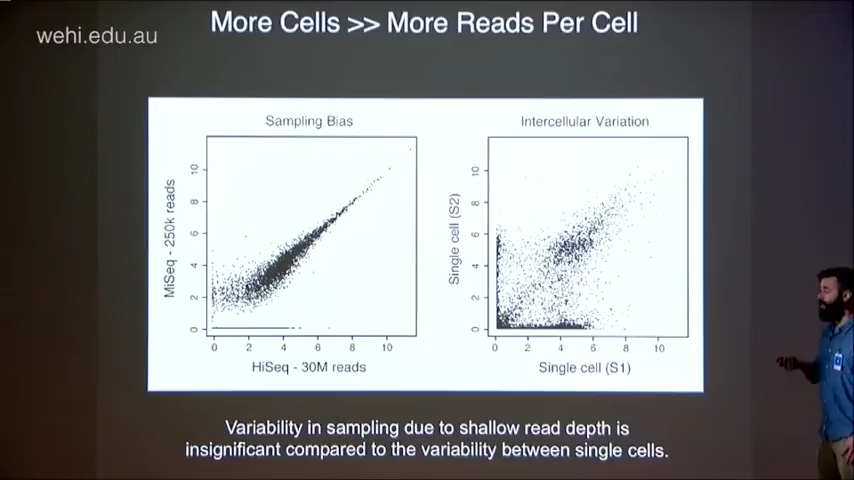 More Cells >> More Reads Per Cell
wehi.edu.au
Sampling Bias
MiSeq - 250k reads
0 2 4 6 8 10
0 2 4 6 8 10
HiSeq - 30M reads
Intercellular Variation
Single cell (S2)
0 2 4 6 8 10
0 2 4 6 8 10
Single cell (S1)
Variability in sampling due to shallow read depth is
insignificant compared to the variability between single cells.